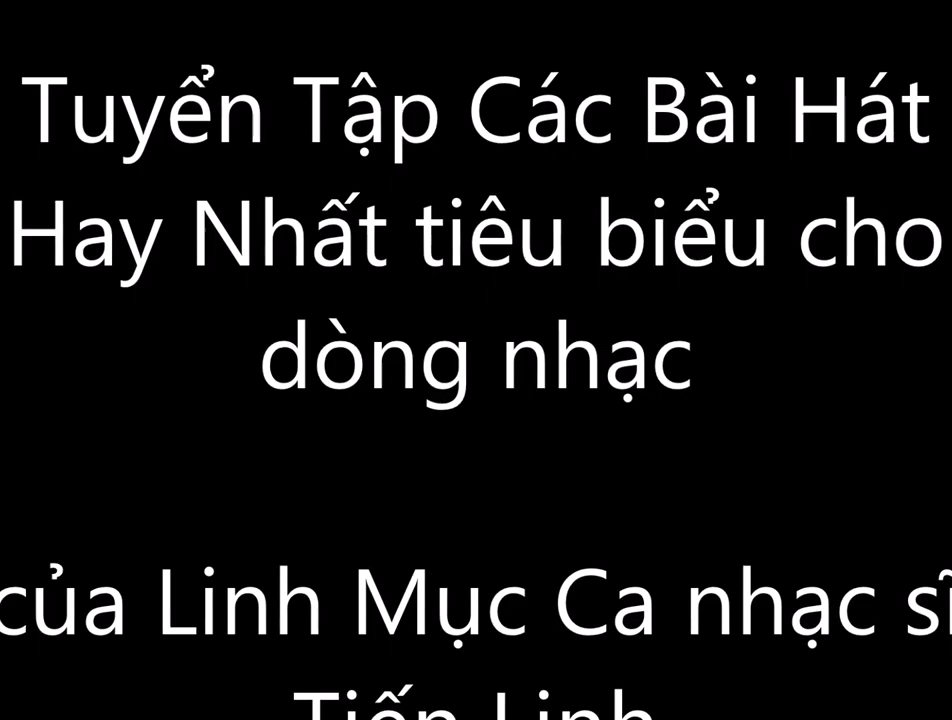 Tuyển Tập Các Bài Hát
Hay Nhất tiêu biểu cho
dòng nhạc
của Linh Mục Ca nhạc sĩ
Tiến Linh